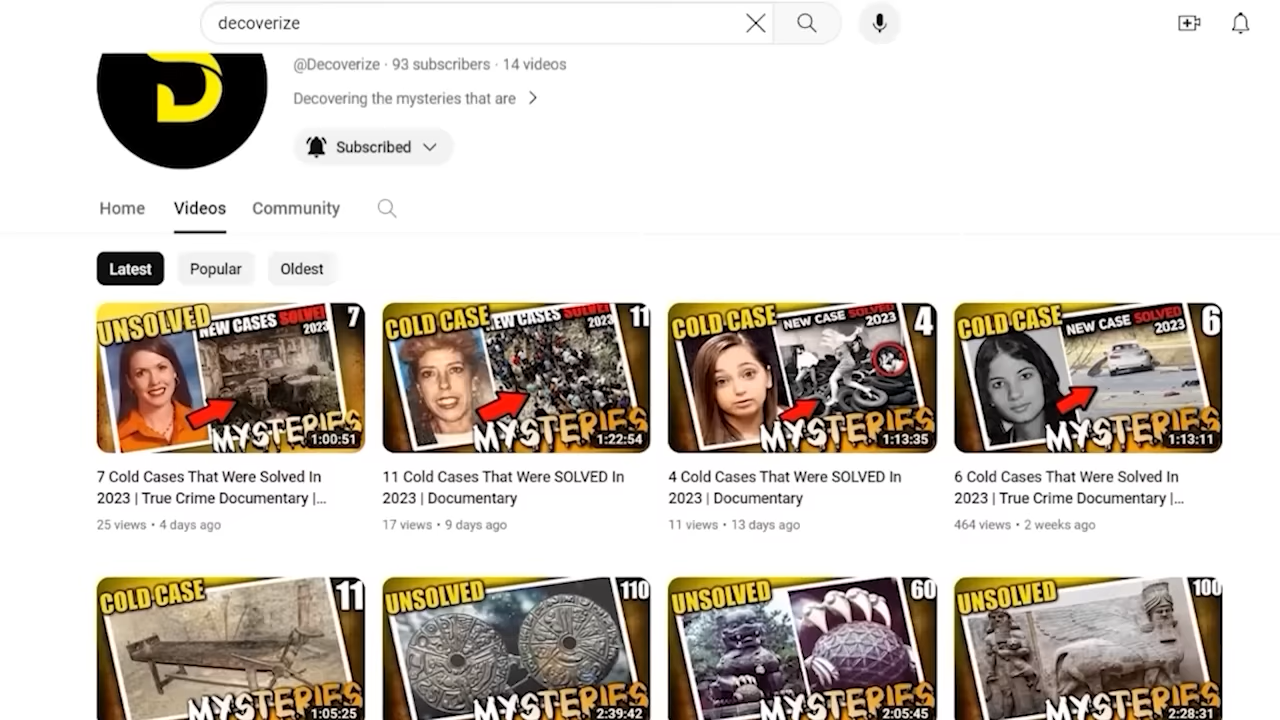 decoverize
@Decoverize · 93 subscribers · 14 videos
Decovering the mysteries that are
Subscribed
Home Videos Community
Latest Popular Oldest
UNSOLVED
NEW CASES SOLVED
2023
7
MYSTERIES
1:00:51
COLD CASE
NEW CASES SOLVED
2023
11
MYSTERIES
1:22:54
COLD CASE
NEW CASE SOLVED
2023
4
MYSTERIES
1:13:35
COLD CASE
NEW CASE SOLVED
2023
6
MYSTERIES
1:13:11
7 Cold Cases That Were Solved In
2023 | True Crime Documentary |...
25 views • 4 days ago
11 Cold Cases That Were SOLVED In
2023 | Documentary
17 views • 9 days ago
4 Cold Cases That Were SOLVED In
2023 | Documentary
11 views • 13 days ago
6 Cold Cases That Were Solved In
2023 | True Crime Documentary |...
464 views • 2 weeks ago
COLD CASE
11
MYSTERIES
1:05:25
UNSOLVED
110
MYSTERIES
2:39:42
UNSOLVED
60
MYSTERIES
2:05:45
UNSOLVED
100
MYSTERIES
2:28:31